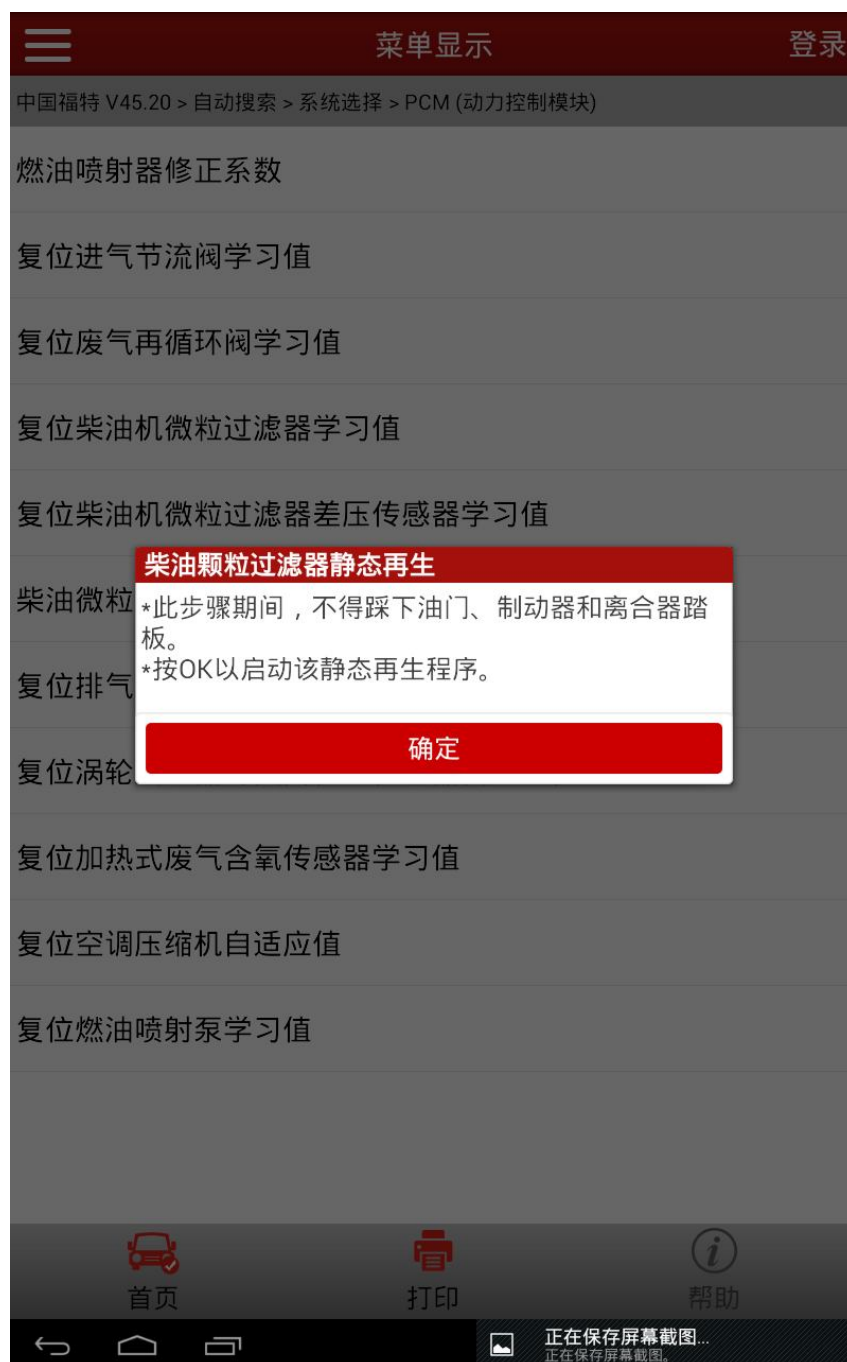 菜单显示
登录
中国福特 V45.20 > 自动搜索 > 系统选择 > PCM (动力控制模块)
燃油喷射器修正系数
复位进气节流阀学习值
复位废气再循环阀学习值
复位柴油机微粒过滤器学习值
复位柴油机微粒过滤器差压传感器学习值
柴油微粒
复位排气
复位涡轮
柴油颗粒过滤器静态再生
*此步骤期间，不得踩下油门、制动器和离合器踏
板。
*按OK以启动该静态再生程序。
确定
复位加热式废气含氧传感器学习值
复位空调压缩机自适应值
复位燃油喷射泵学习值
首页
打印
帮助
正在保存屏幕截图...
正在保存屏幕截图。